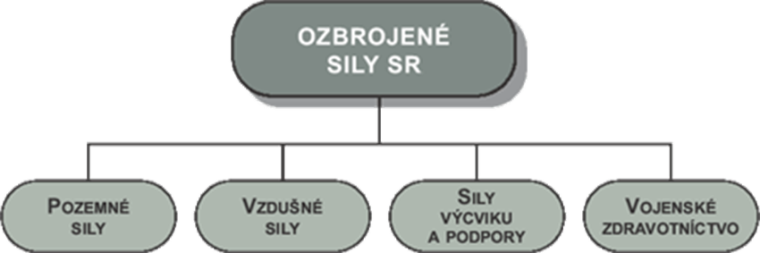 OZBROJENÉ
SILY SR
POZEMNÉ
SILY
VZDUŠNÉ
SILY
SILY
VÝCVIKU
A PODPORY
VOJENSKÉ
ZDRAVOTNÍCTVO